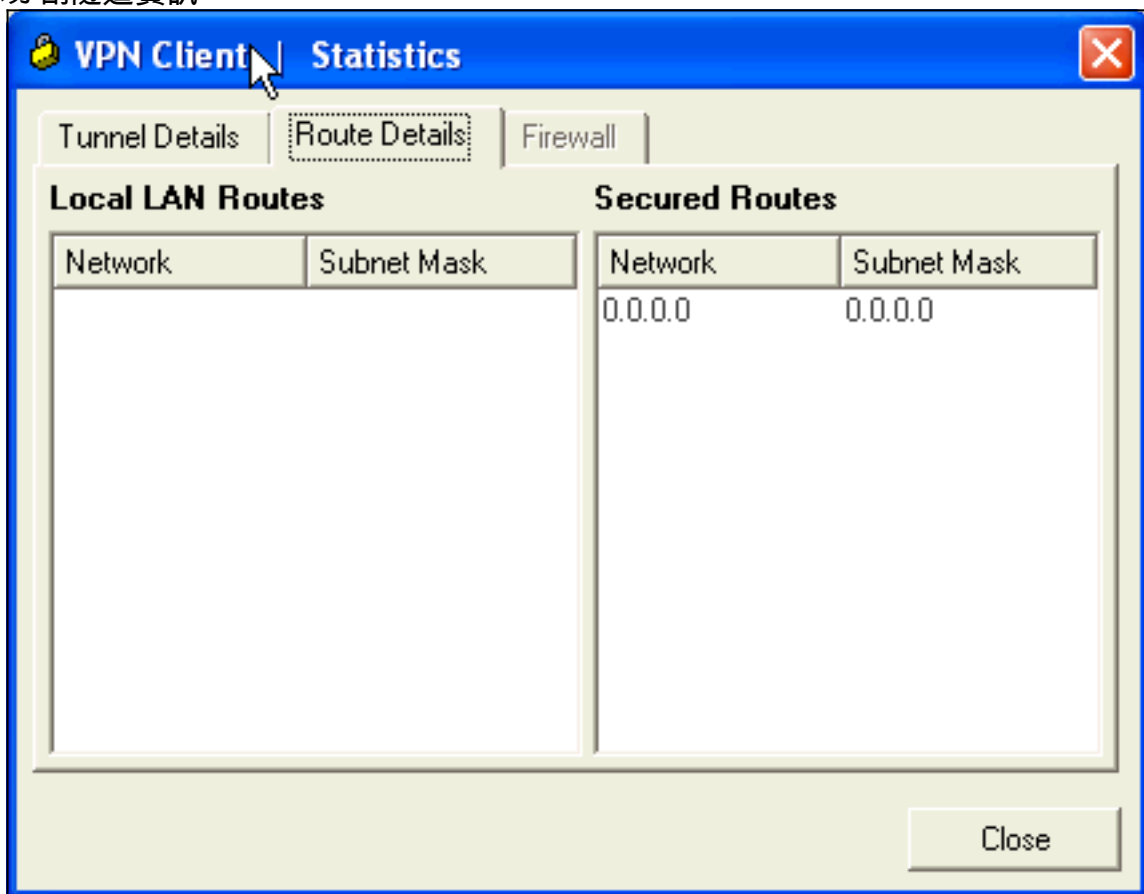 VPN Client | Statistics
Tunnel Details
Route Details
Firewall
Local LAN Routes
Secured Routes
Network
Subnet Mask
Network
Subnet Mask
0.0.0.0
0.0.0.0
Close